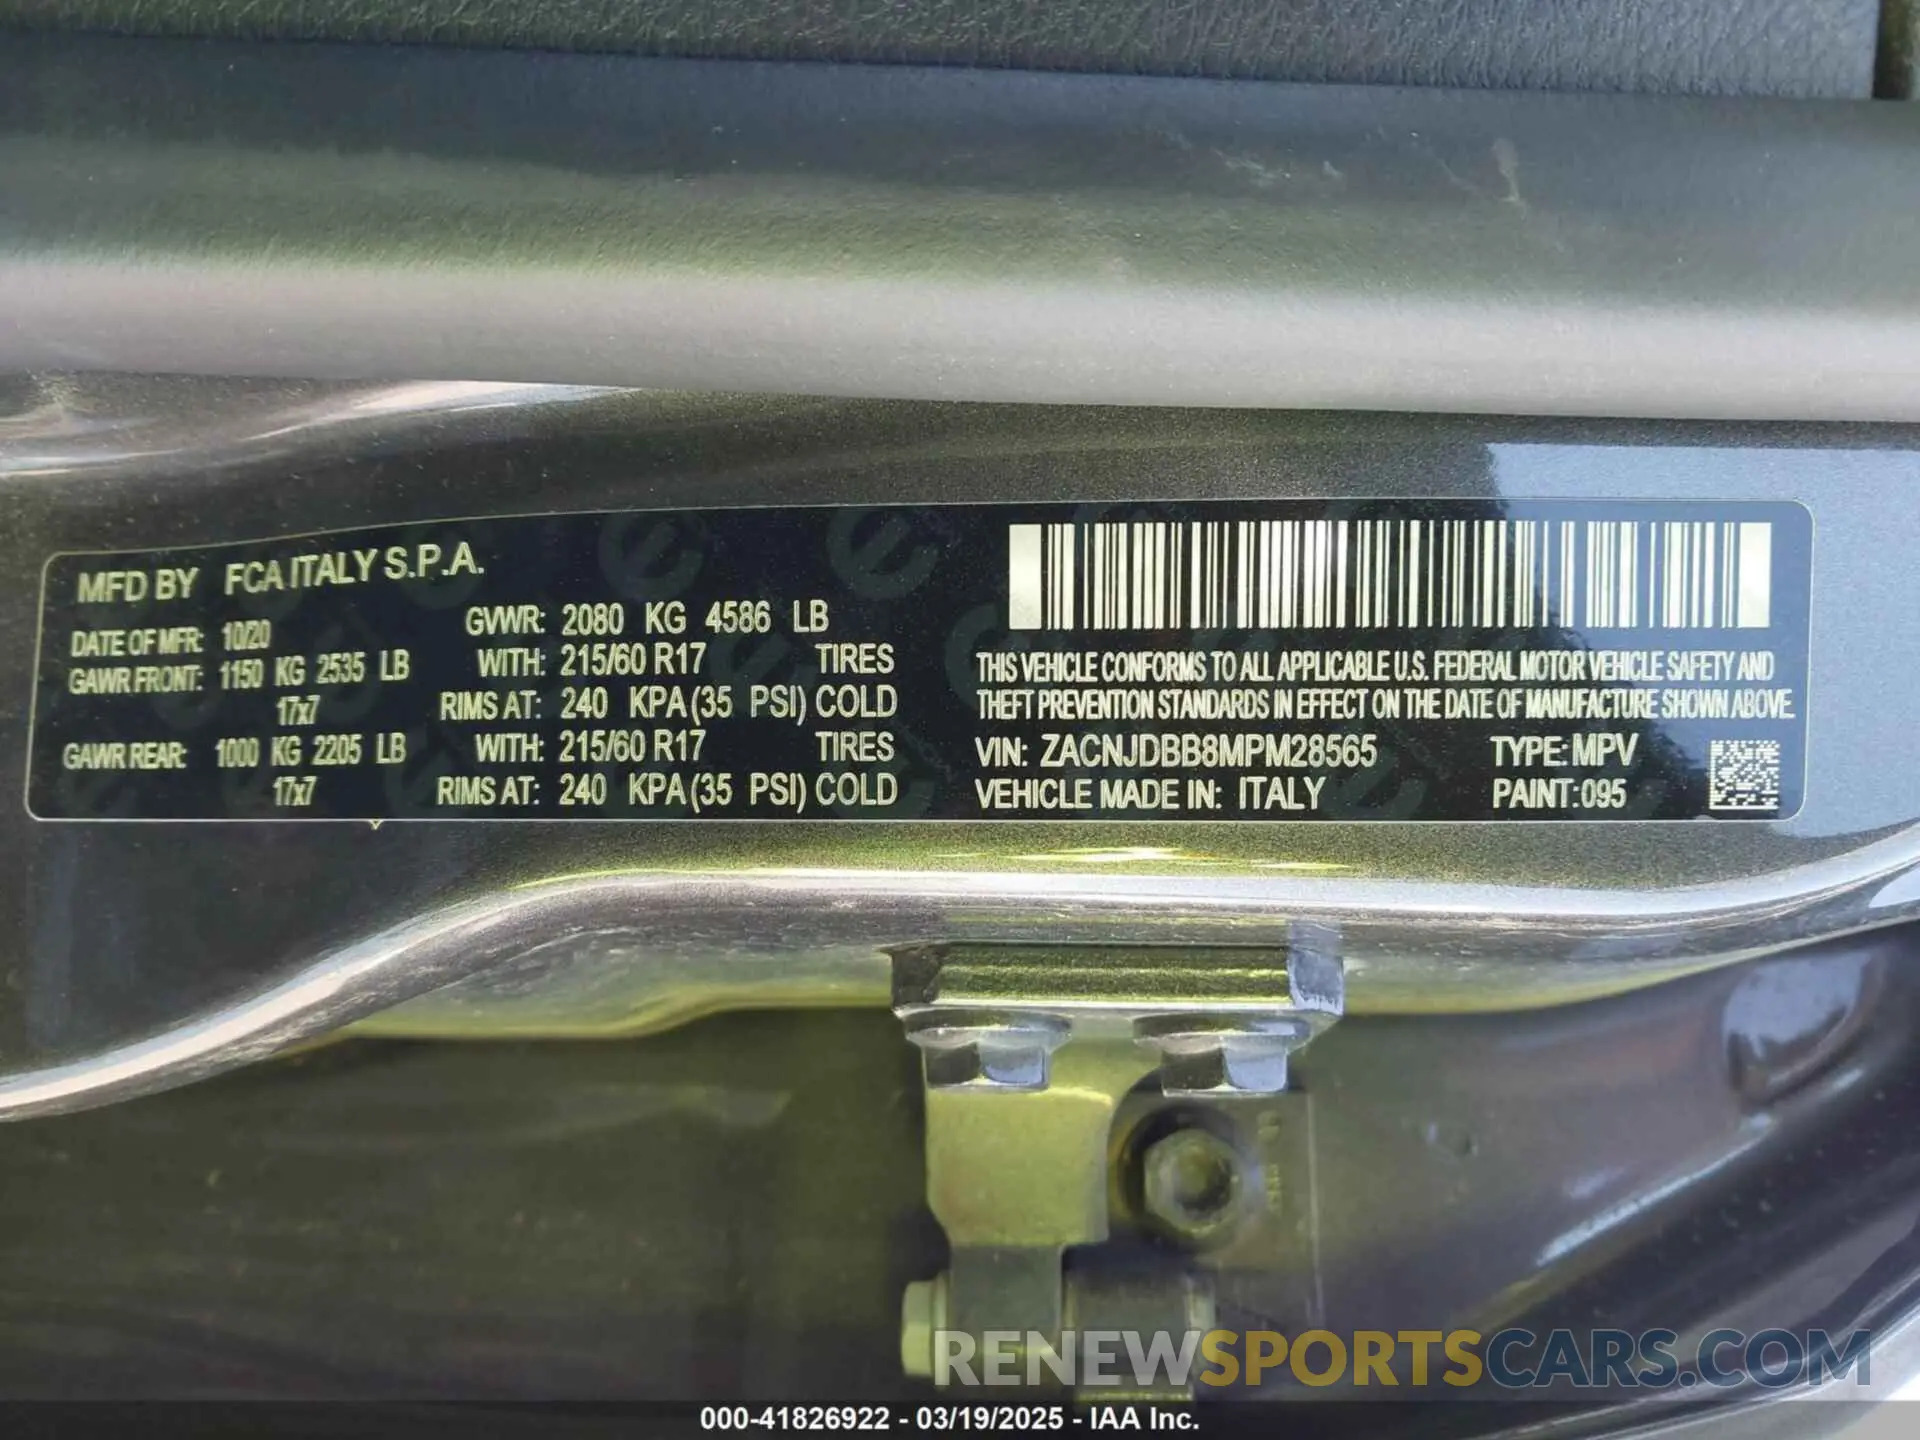 MFD BY FCA ITALY S.P.A.
DATE OF MFR: 10/20 GVWR: 2080 KG 4586 LB
GAWR FRONT: 1150 KG 2535 LB WITH: 215/60 R17 TIRES
17x7 RIMS AT: 240 KPA (35 PSI) COLD
GAWR REAR: 1000 KG 2205 LB WITH: 215/60 R17 TIRES
17x7 RIMS AT: 240 KPA (35 PSI) COLD
THIS VEHICLE CONFORMS TO ALL APPLICABLE U.S. FEDERAL MOTOR VEHICLE SAFETY AND
THEFT PREVENTION STANDARDS IN EFFECT ON THE DATE OF MANUFACTURE SHOWN ABOVE.
VIN: ZACNJDBB8MPM28565 TYPE: MPV
VEHICLE MADE IN: ITALY PAINT: 095
RENEWSPORTSCARS.COM
000-41826922 - 03/19/2025 - IAA Inc.